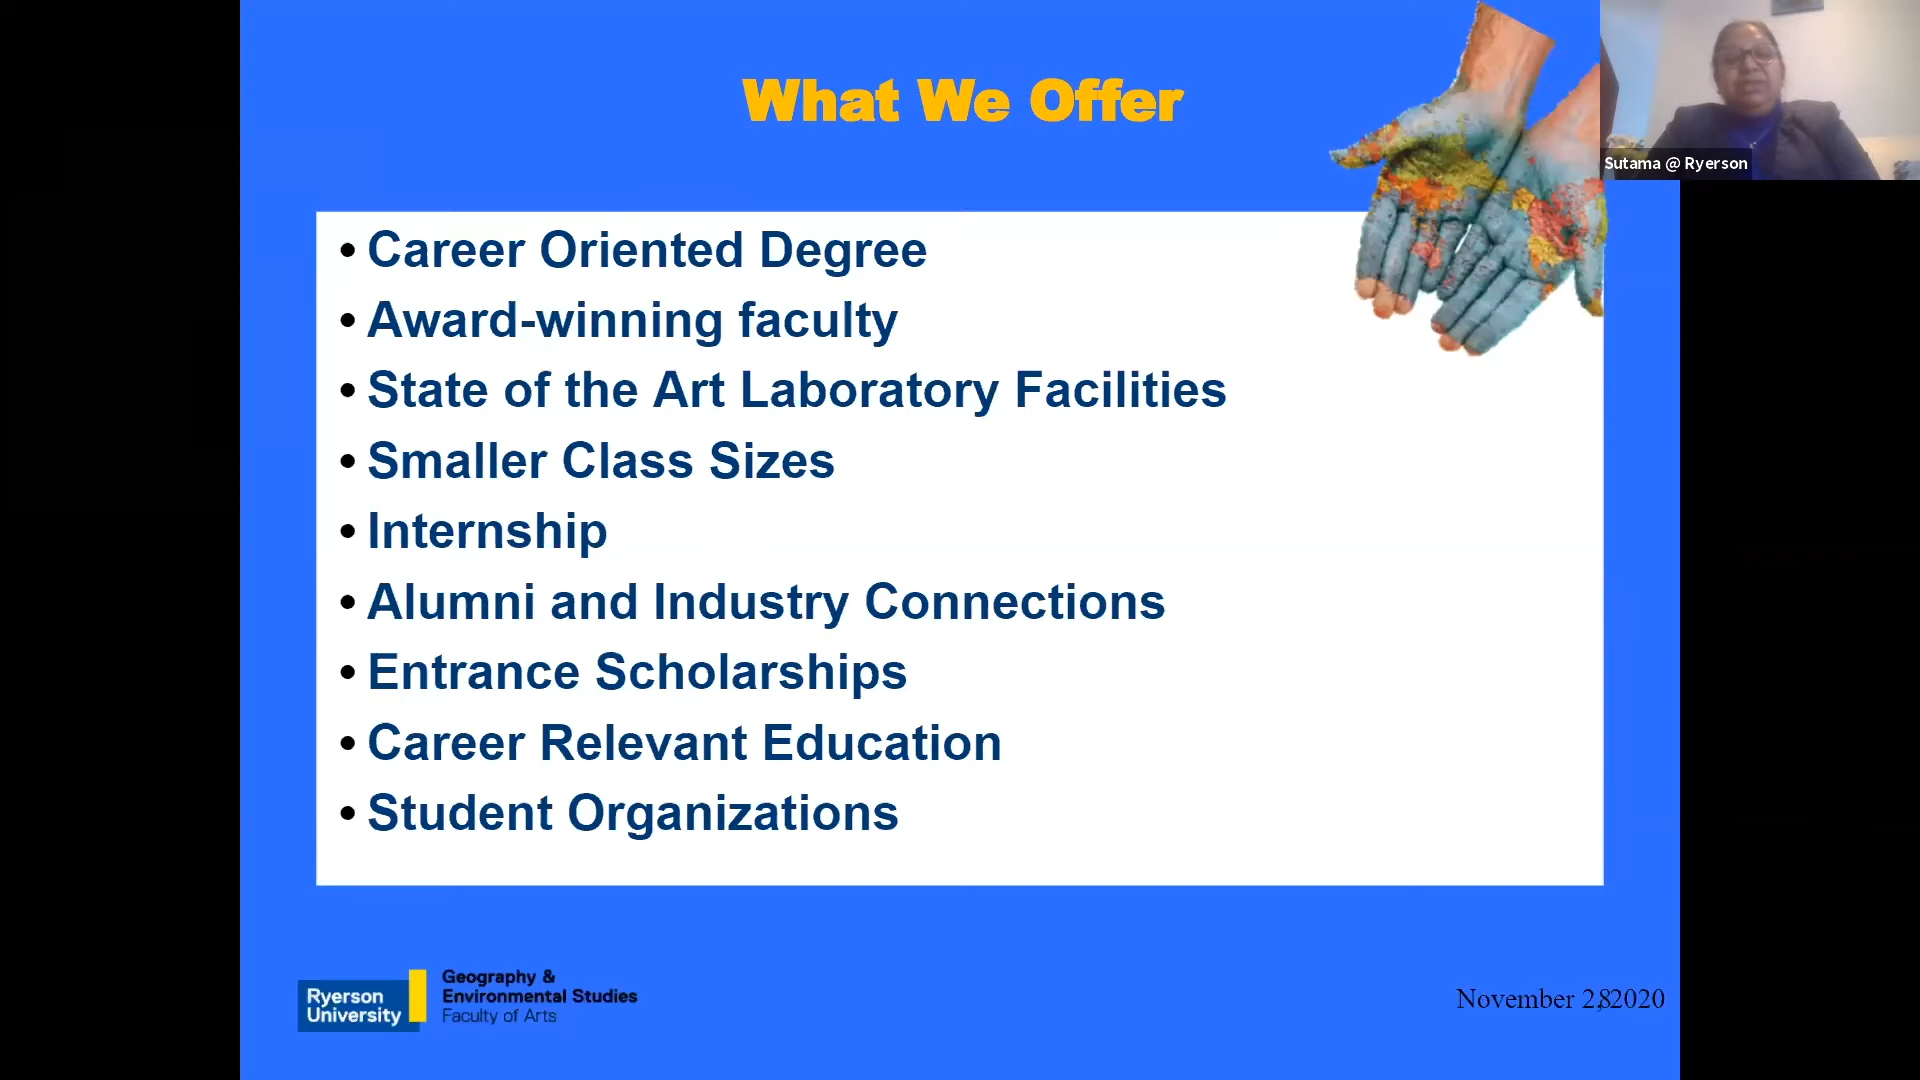 What We Offer
Sutama @ Ryerson
• Career Oriented Degree
• Award-winning faculty
• State of the Art Laboratory Facilities
• Smaller Class Sizes
• Internship
• Alumni and Industry Connections
• Entrance Scholarships
• Career Relevant Education
• Student Organizations
Ryerson
University
Geography &
Environmental Studies
Faculty of Arts
November 28, 2020